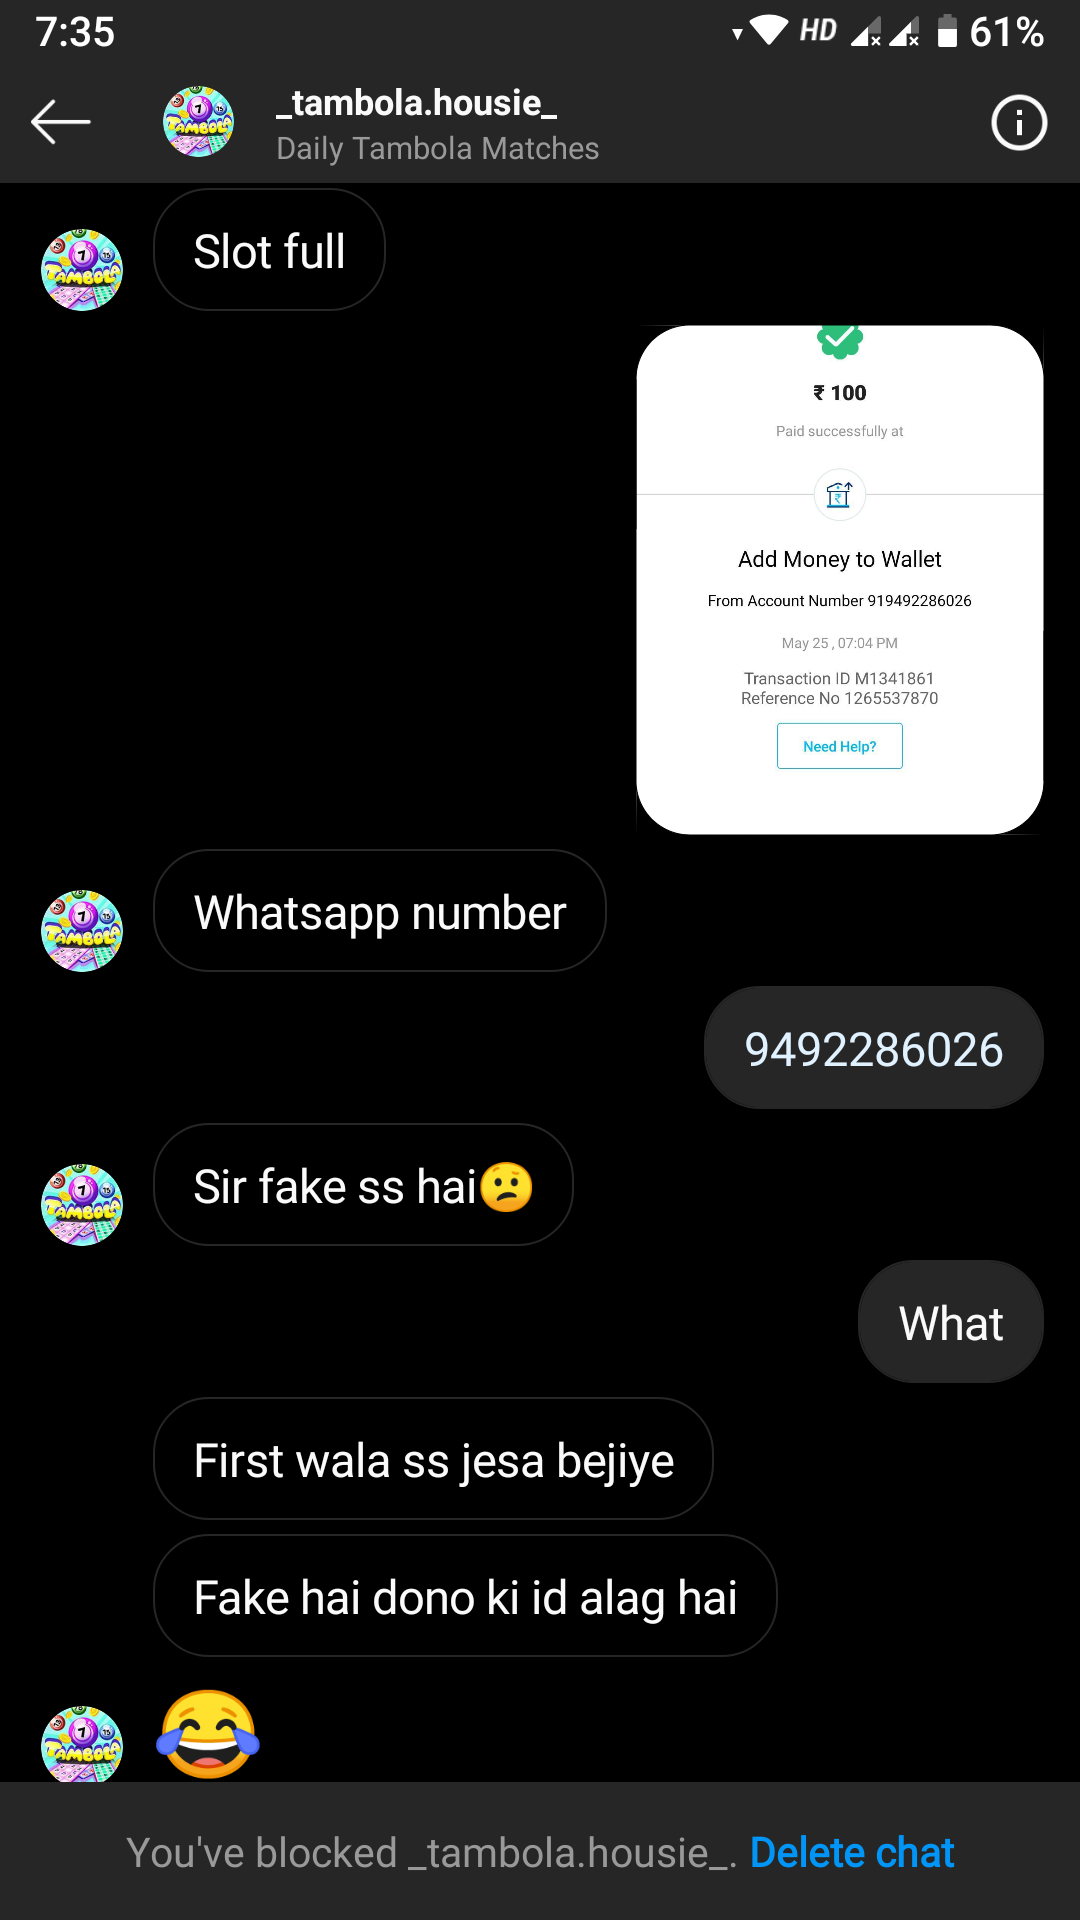 7:35
HD
61%
_tambola.housie_
Daily Tambola Matches
Slot full
₹ 100
Paid successfully at
Add Money to Wallet
From Account Number 919492286026
May 25 , 07:04 PM
Transaction ID M1341861
Reference No 1265537870
Need Help?
Whatsapp number
9492286026
Sir fake ss hai😟
What
First wala ss jesa bejiye
Fake hai dono ki id alag hai
😂
You've blocked _tambola.housie_. Delete chat